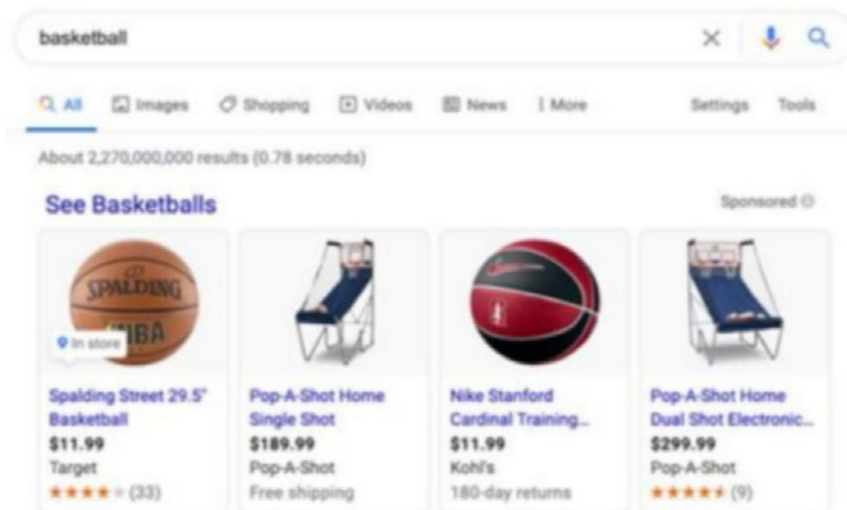 basketball
All Images Shopping Videos News More Settings Tools
About 2,270,000,000 results (0.78 seconds)
See Basketballs Sponsored
SPALDING
NBA
In store
Spalding Street 29.5"
Basketball
$11.99
Target
(33)
Pop-A-Shot Home
Single Shot
$189.99
Pop-A-Shot
Free shipping
Nike Stanford
Cardinal Training...
$11.99
Kohl's
180-day returns
Pop-A-Shot Home
Dual Shot Electronic...
$299.99
Pop-A-Shot
(9)